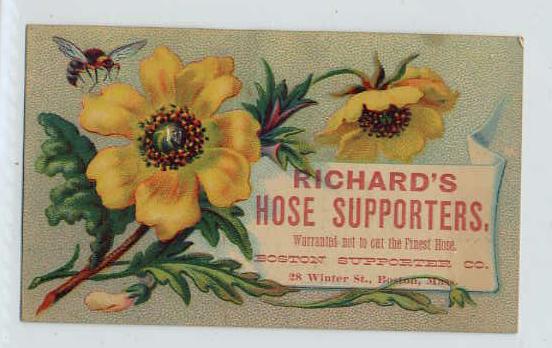 RICHARD'S
HOSE SUPPORTERS.
Warranted not to cut the Finest Hose.
BOSTON SUPPORTER CO.
28 Winter St., Boston, Mass.